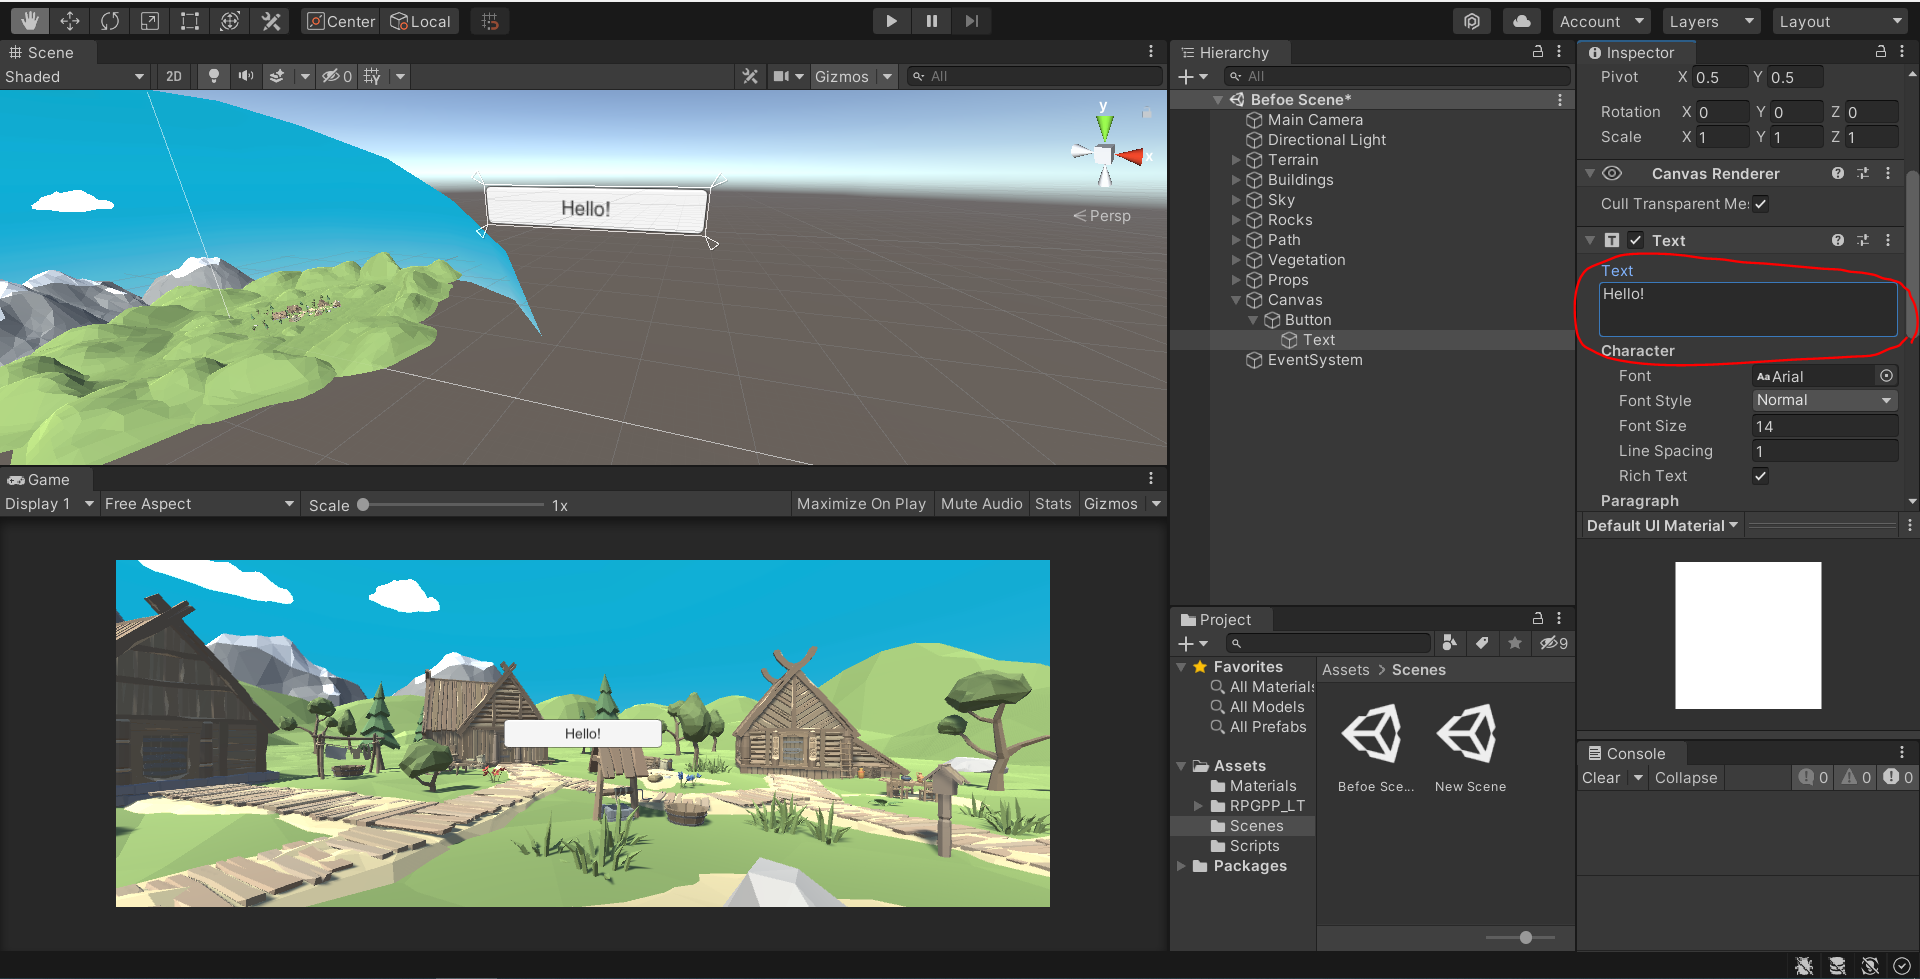 Center
Local
Account
Layers
Layout
Scene
Shaded
2D
0
Gizmos
All
y
x
Persp
Hello!
Game
Display 1
Free Aspect
Scale
1x
Maximize On Play
Mute Audio
Stats
Gizmos
Hello!
Hierarchy
All
Befoe Scene*
Main Camera
Directional Light
Terrain
Buildings
Sky
Rocks
Path
Vegetation
Props
Canvas
Button
Text
EventSystem
Project
9
Favorites
All Materials
All Models
All Prefabs
Assets
Materials
RPGPP_LT
Scenes
Scripts
Packages
Assets > Scenes
Befoe Sce...
New Scene
Inspector
Pivot X 0.5 Y 0.5
Rotation X 0 Y 0 Z 0
Scale X 1 Y 1 Z 1
Canvas Renderer
Cull Transparent Me
T Text
Text
Hello!
Character
Font Aa Arial
Font Style Normal
Font Size 14
Line Spacing 1
Rich Text
Paragraph
Default UI Material
Console
Clear
Collapse
0
0
0